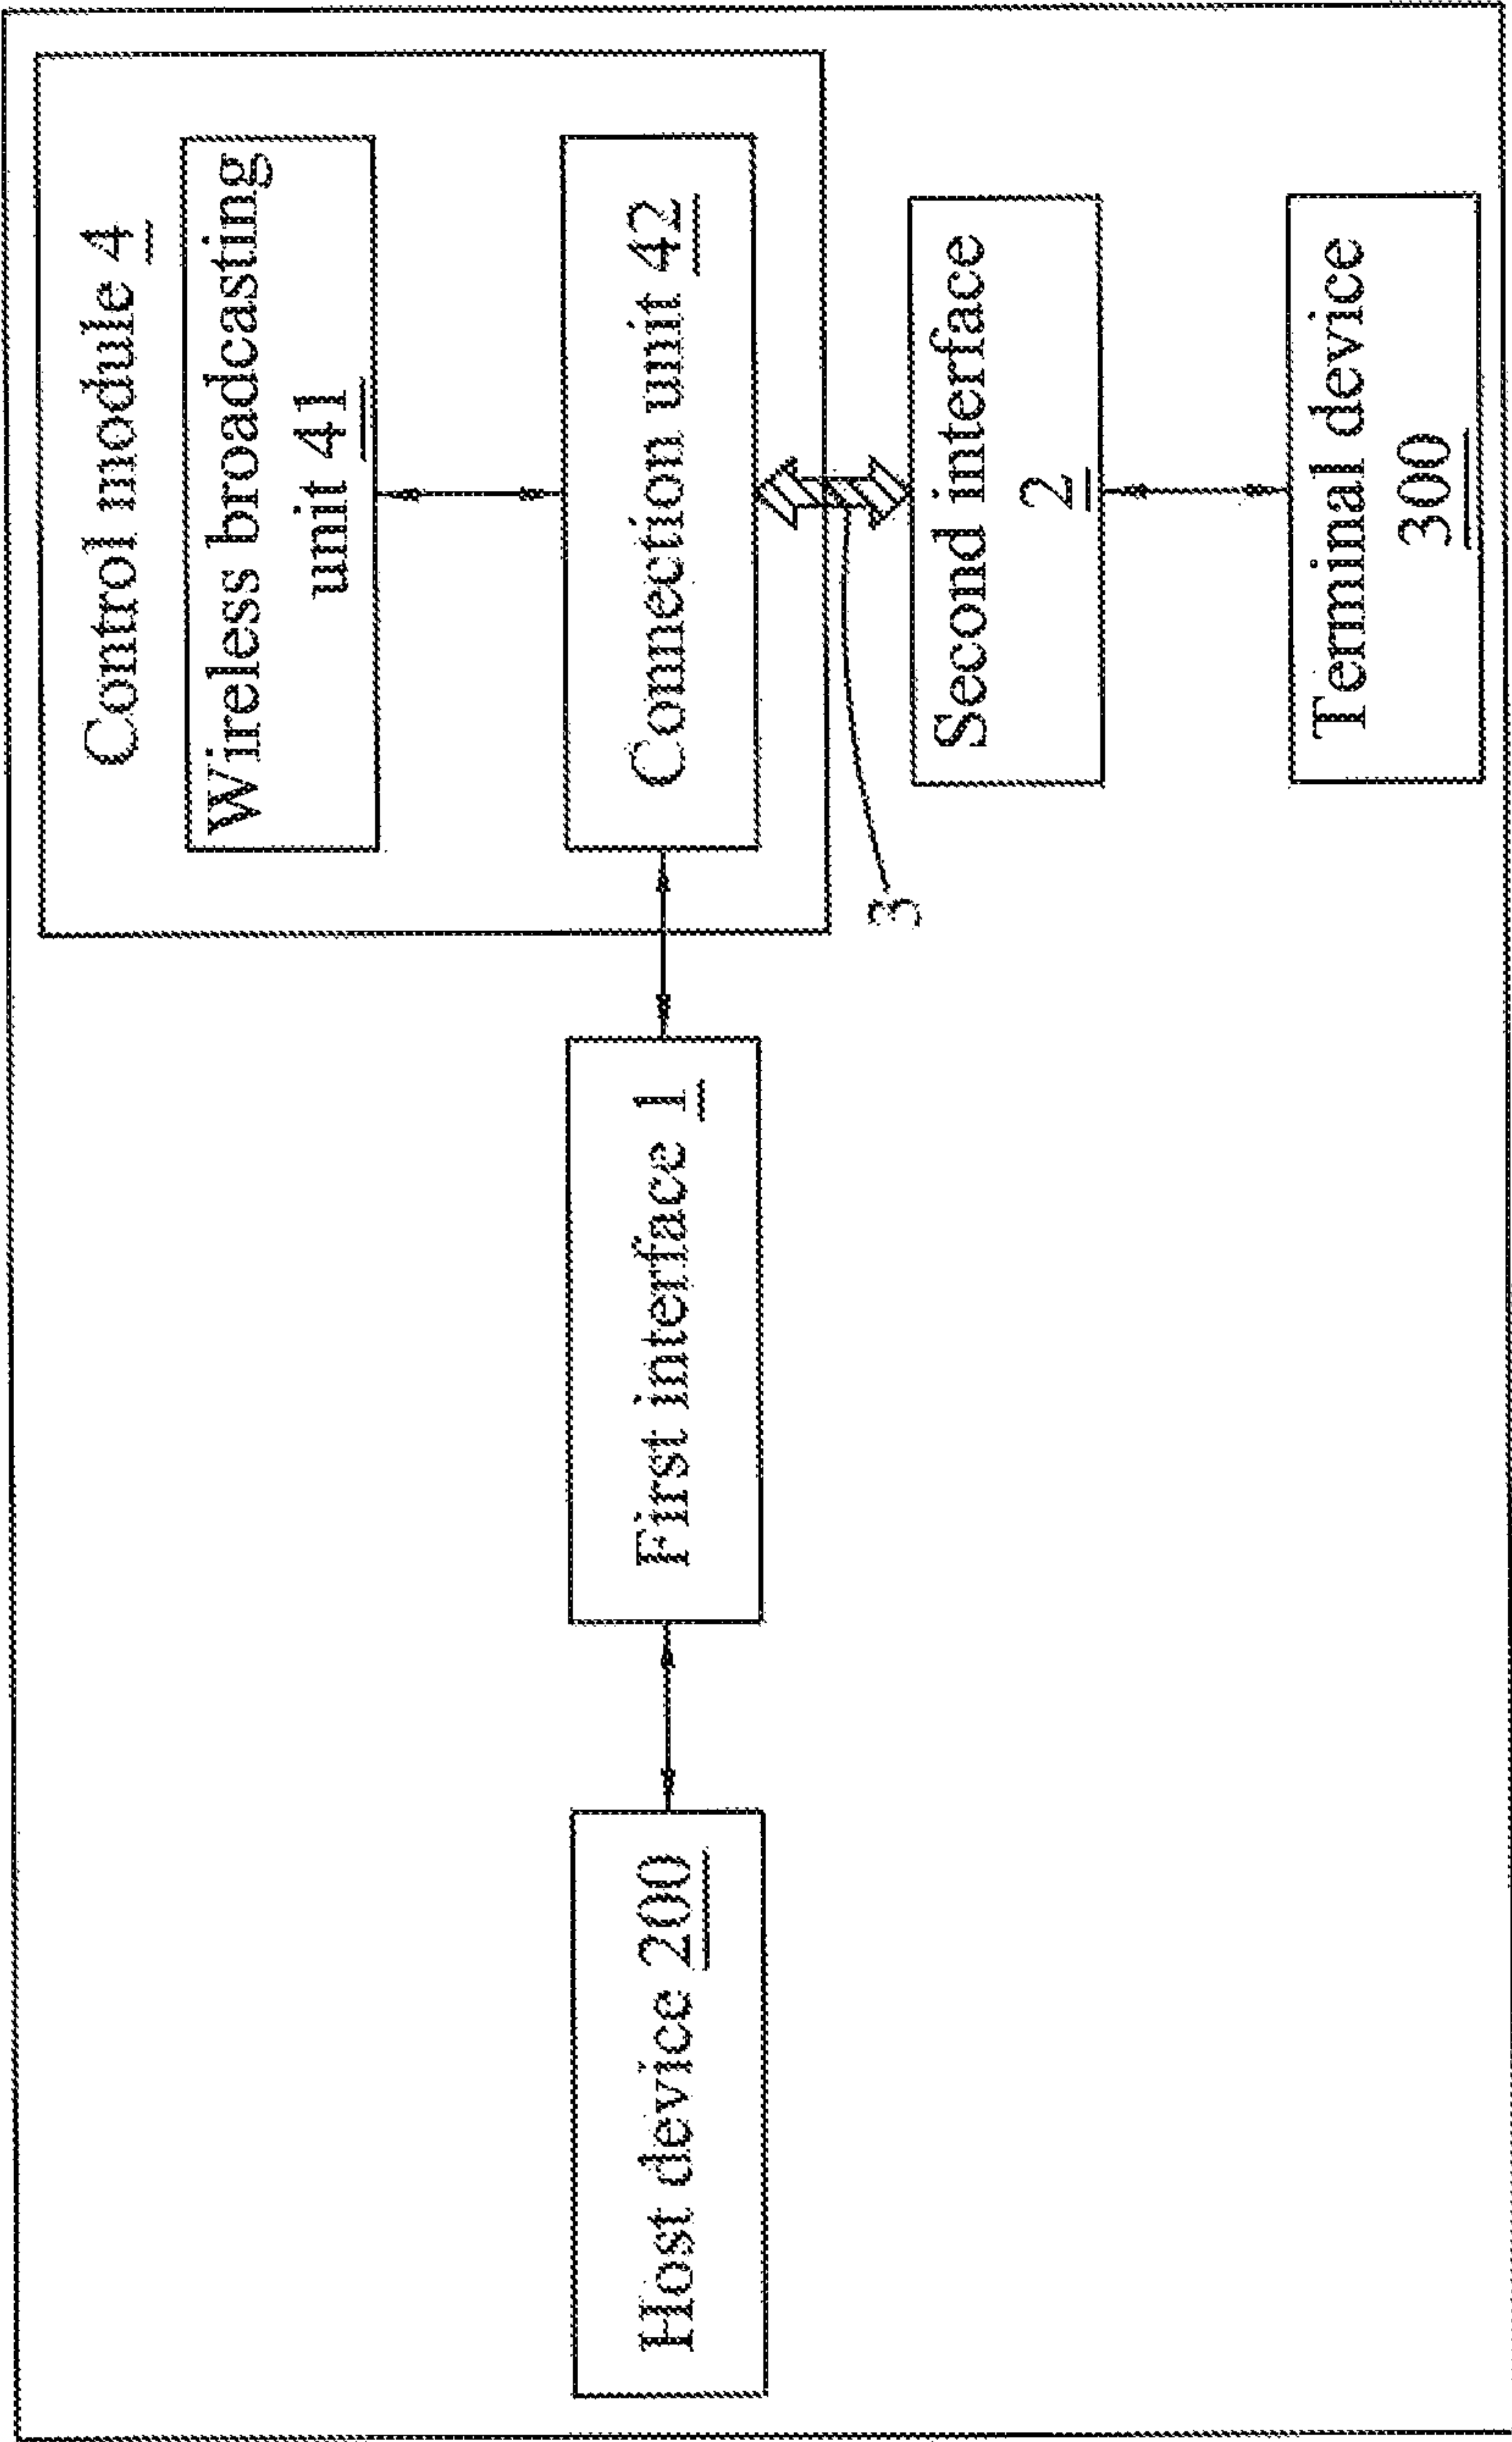 Control module 4
Wireless broadcasting
unit 41
Connection unit 42
3
Second interface
2
Terminal device
300
First interface 1
Host device 200